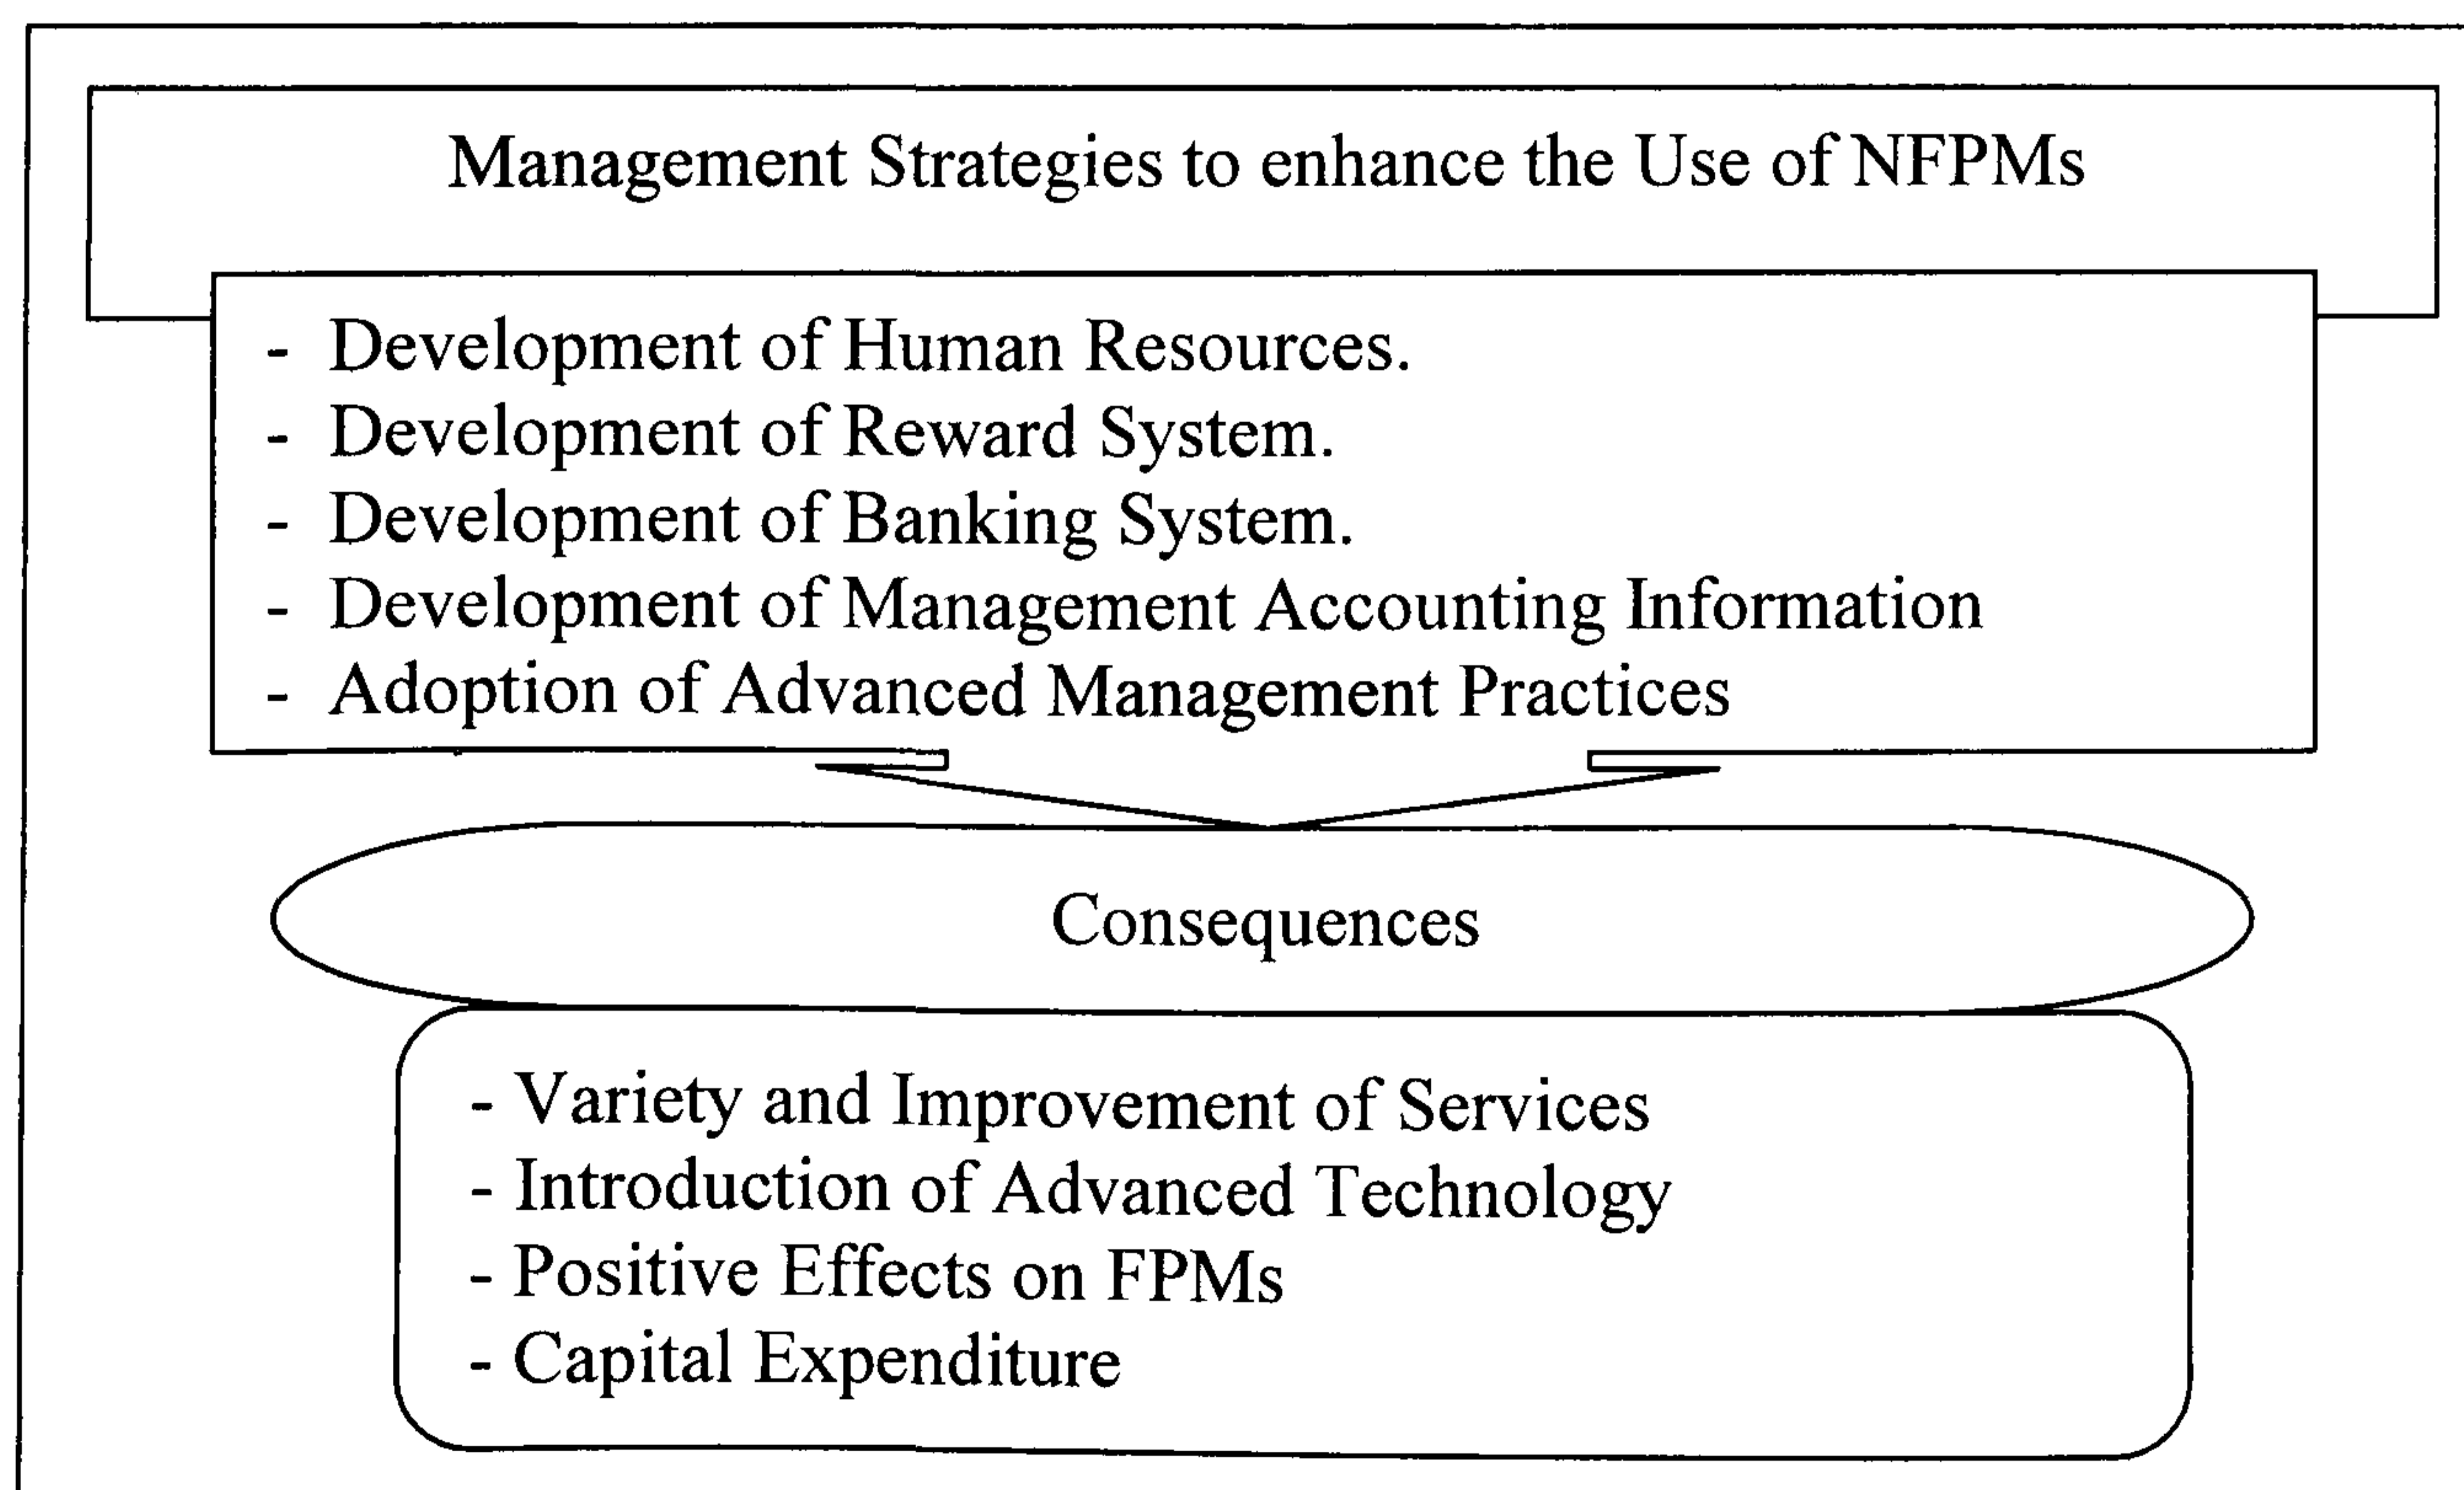 Management Strategies to enhance the Use of NFPMs
- Development of Human Resources.
- Development of Reward System.
- Development of Banking System.
- Development of Management Accounting Information
- Adoption of Advanced Management Practices
Consequences
- Variety and Improvement of Services
- Introduction of Advanced Technology
- Positive Effects on FPMs
- Capital Expenditure